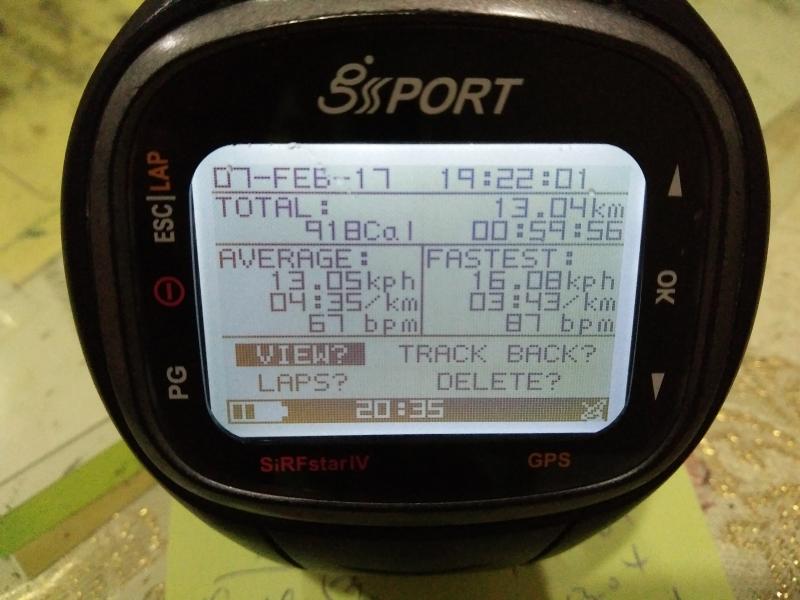 gsSPORT
07-FEB-17 19:22:01
TOTAL: 13.04km
918Cal 00:59:56
AVERAGE: FASTEST:
13.05kph 16.08kph
04:35/km 03:43/km
67 bpm 87 bpm
VIEW? TRACK BACK?
LAPS? DELETE?
20:35
ESC|LAP
PG
OK
SiRFstarIV GPS